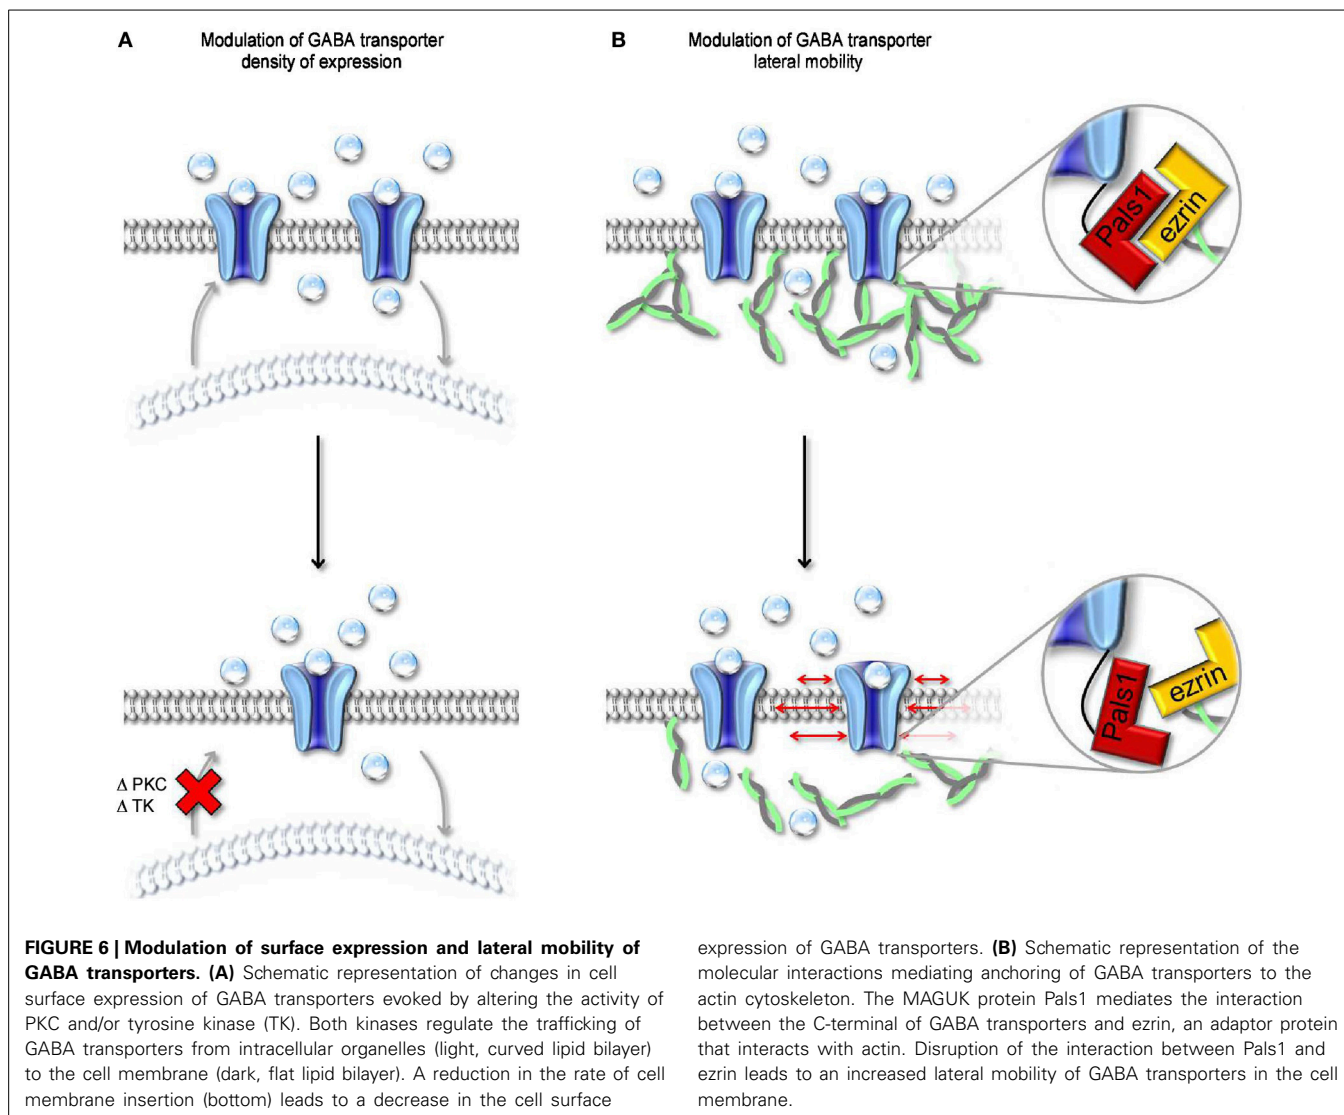 A
Modulation of GABA transporter
density of expression
B
Modulation of GABA transporter
lateral mobility
Pals1
ezrin
Δ PKC
Δ TK
Pals1
ezrin
FIGURE 6 | Modulation of surface expression and lateral mobility of
GABA transporters. (A) Schematic representation of changes in cell
surface expression of GABA transporters evoked by altering the activity of
PKC and/or tyrosine kinase (TK). Both kinases regulate the trafficking of
GABA transporters from intracellular organelles (light, curved lipid bilayer)
to the cell membrane (dark, flat lipid bilayer). A reduction in the rate of cell
membrane insertion (bottom) leads to a decrease in the cell surface
expression of GABA transporters. (B) Schematic representation of the
molecular interactions mediating anchoring of GABA transporters to the
actin cytoskeleton. The MAGUK protein Pals1 mediates the interaction
between the C-terminal of GABA transporters and ezrin, an adaptor protein
that interacts with actin. Disruption of the interaction between Pals1 and
ezrin leads to an increased lateral mobility of GABA transporters in the cell
membrane.